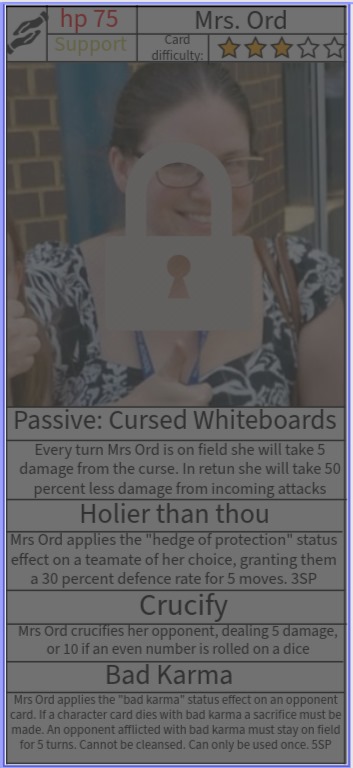 hp 75
Mrs. Ord
Support
Card
difficulty:
Passive: Cursed Whiteboards
Every turn Mrs Ord is on field she will take 5
damage from the curse. In retun she will take 50
percent less damage from incoming attacks
Holier than thou
Mrs Ord applies the "hedge of protection" status
effect on a teamate of her choice, granting them
a 30 percent defence rate for 5 moves. 3SP
Crucify
Mrs Ord crucifies her opponent, dealing 5 damage,
or 10 if an even number is rolled on a dice
Bad Karma
Mrs Ord applies the "bad karma" status effect on an opponent
card. If a character card dies with bad karma a sacrifice must be
made. An opponent afflicted with bad karma must stay on field
for 5 turns. Cannot be cleansed. Can only be used once. 5SP